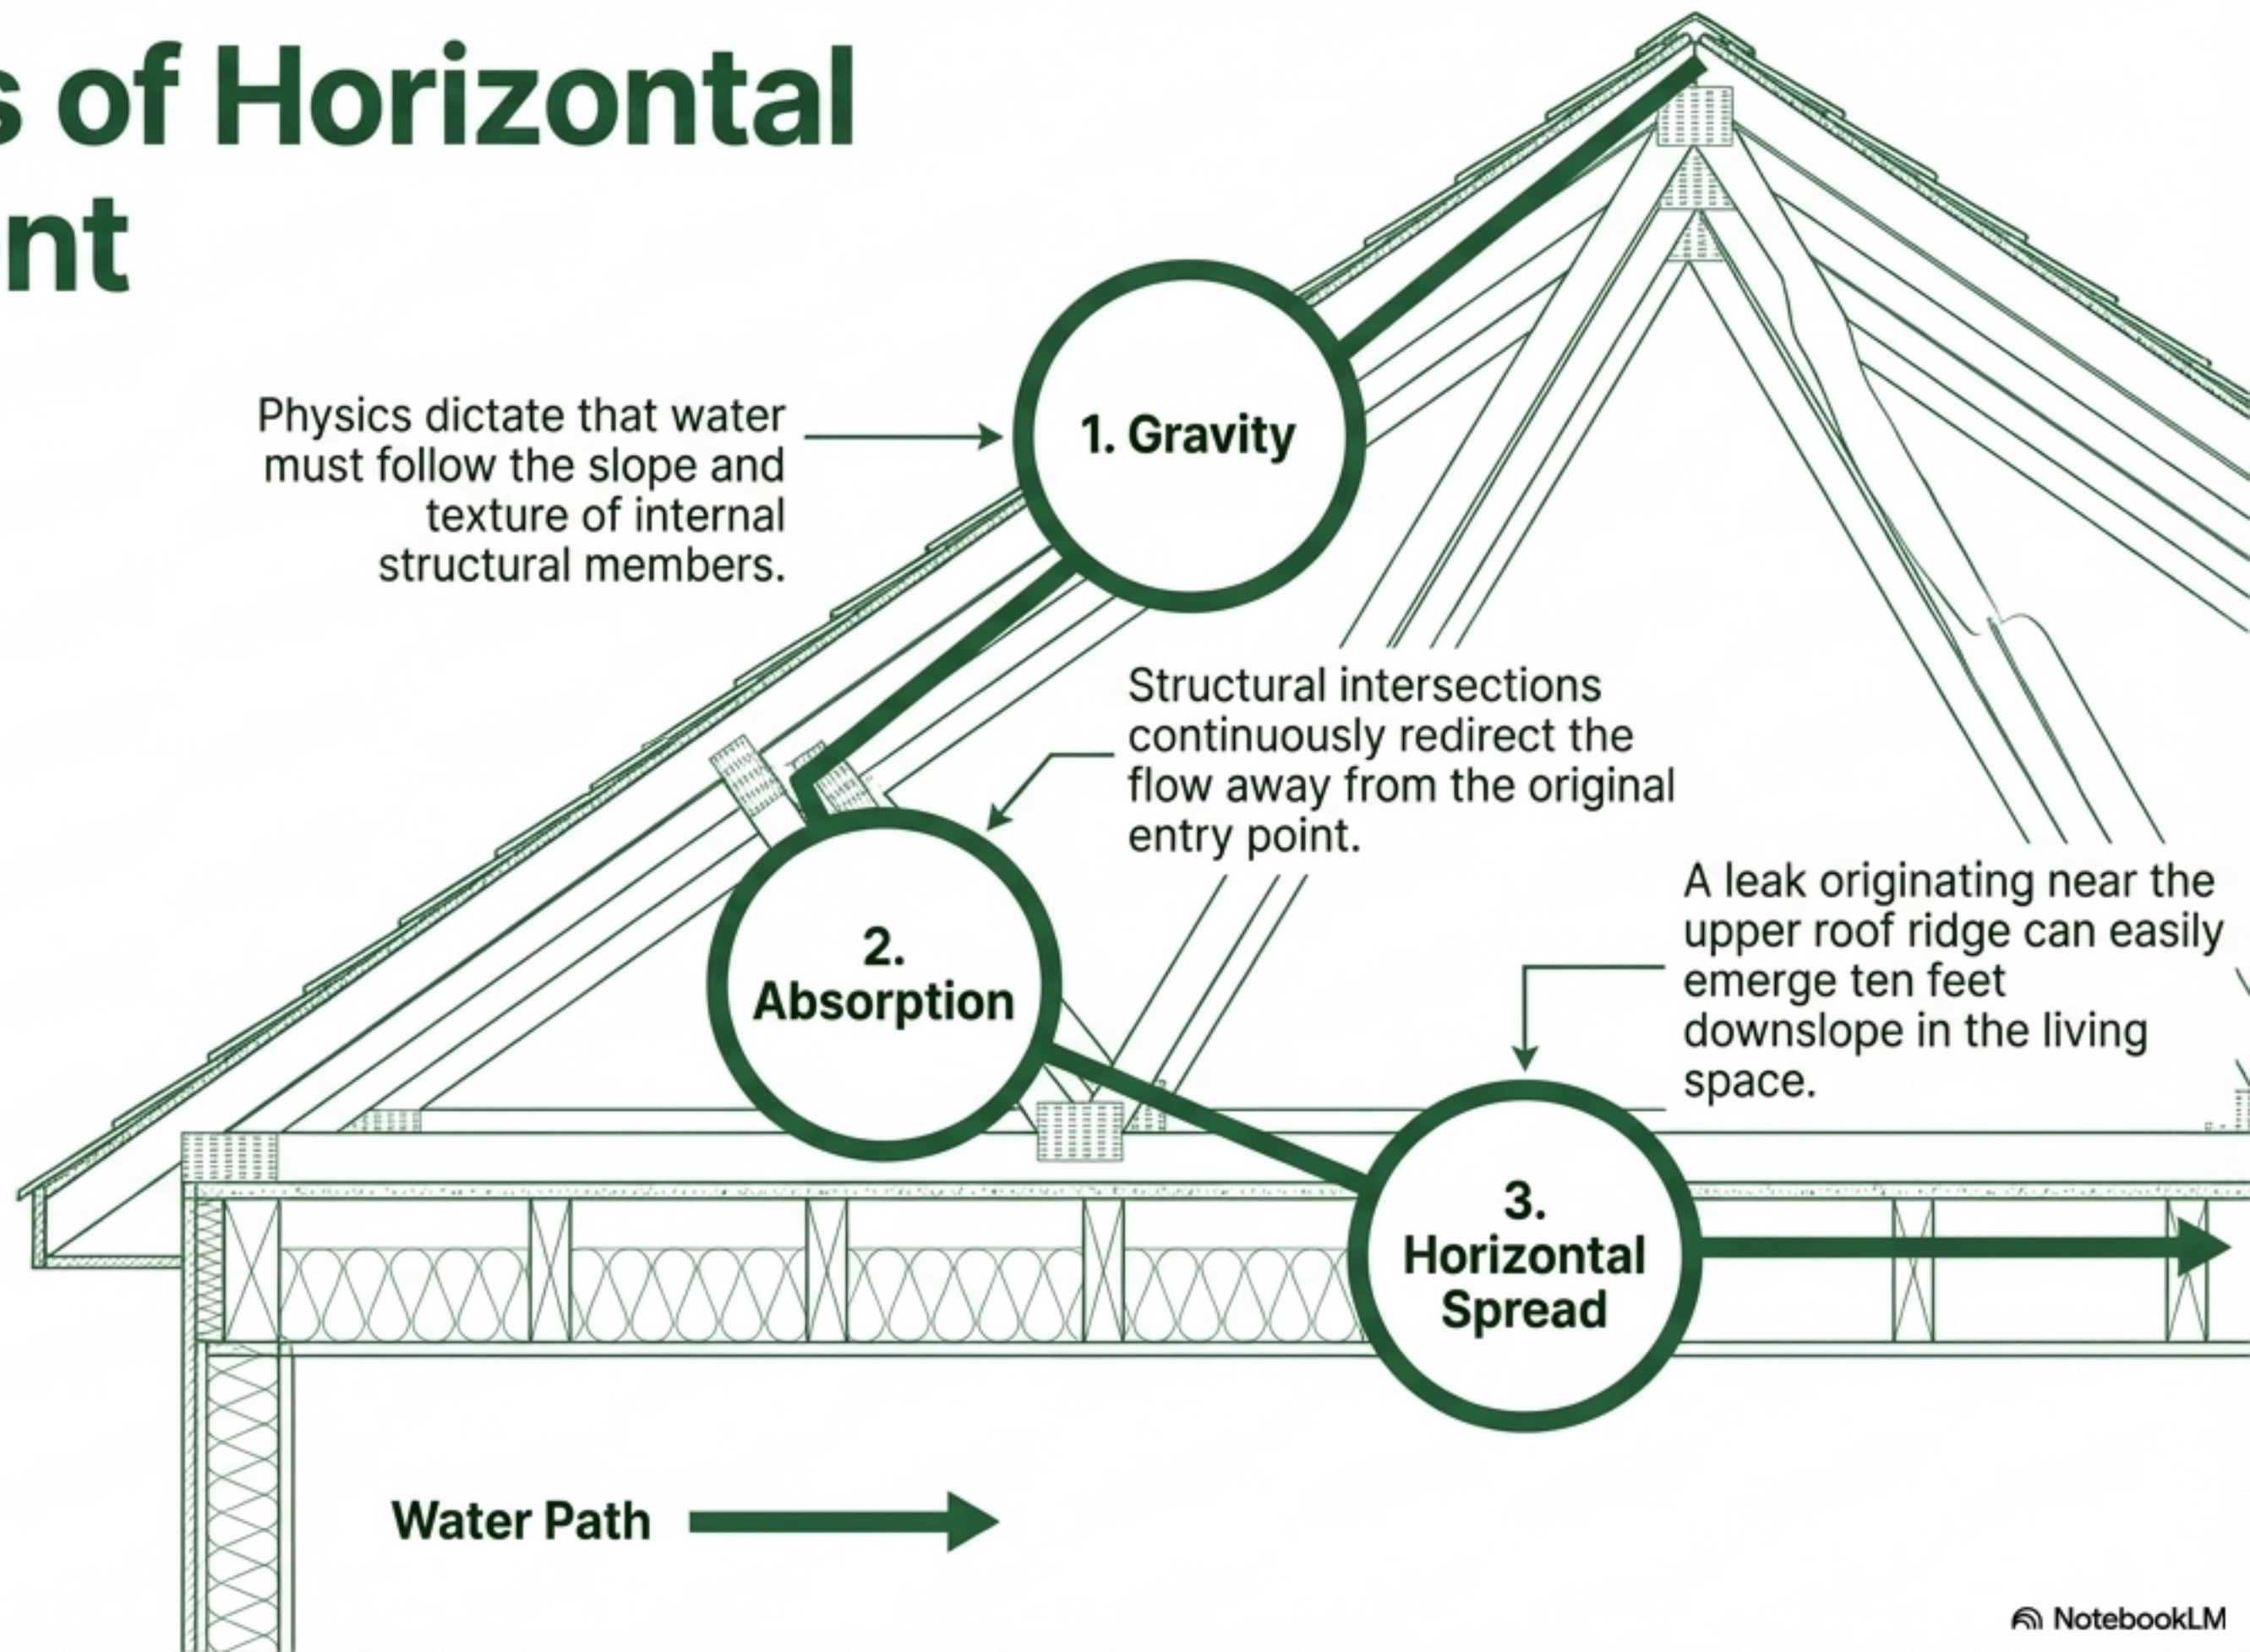 s of Horizontal
nt
Physics dictate that water
must follow the slope and
texture of internal
structural members.
1. Gravity
Structural intersections
continuously redirect the
flow away from the original
entry point.
2.
Absorption
A leak originating near the
upper roof ridge can easily
emerge ten feet
downslope in the living
space.
3.
Horizontal
Spread
Water Path
NotebookLM